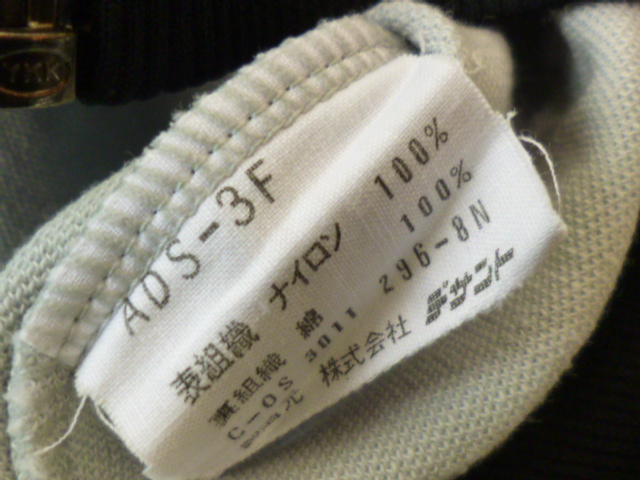 YKK
ADS-3F
表組織 ナイロン 100%
裏組織 綿 100%
C-OS 3011 296-8N
株式会社 デサント